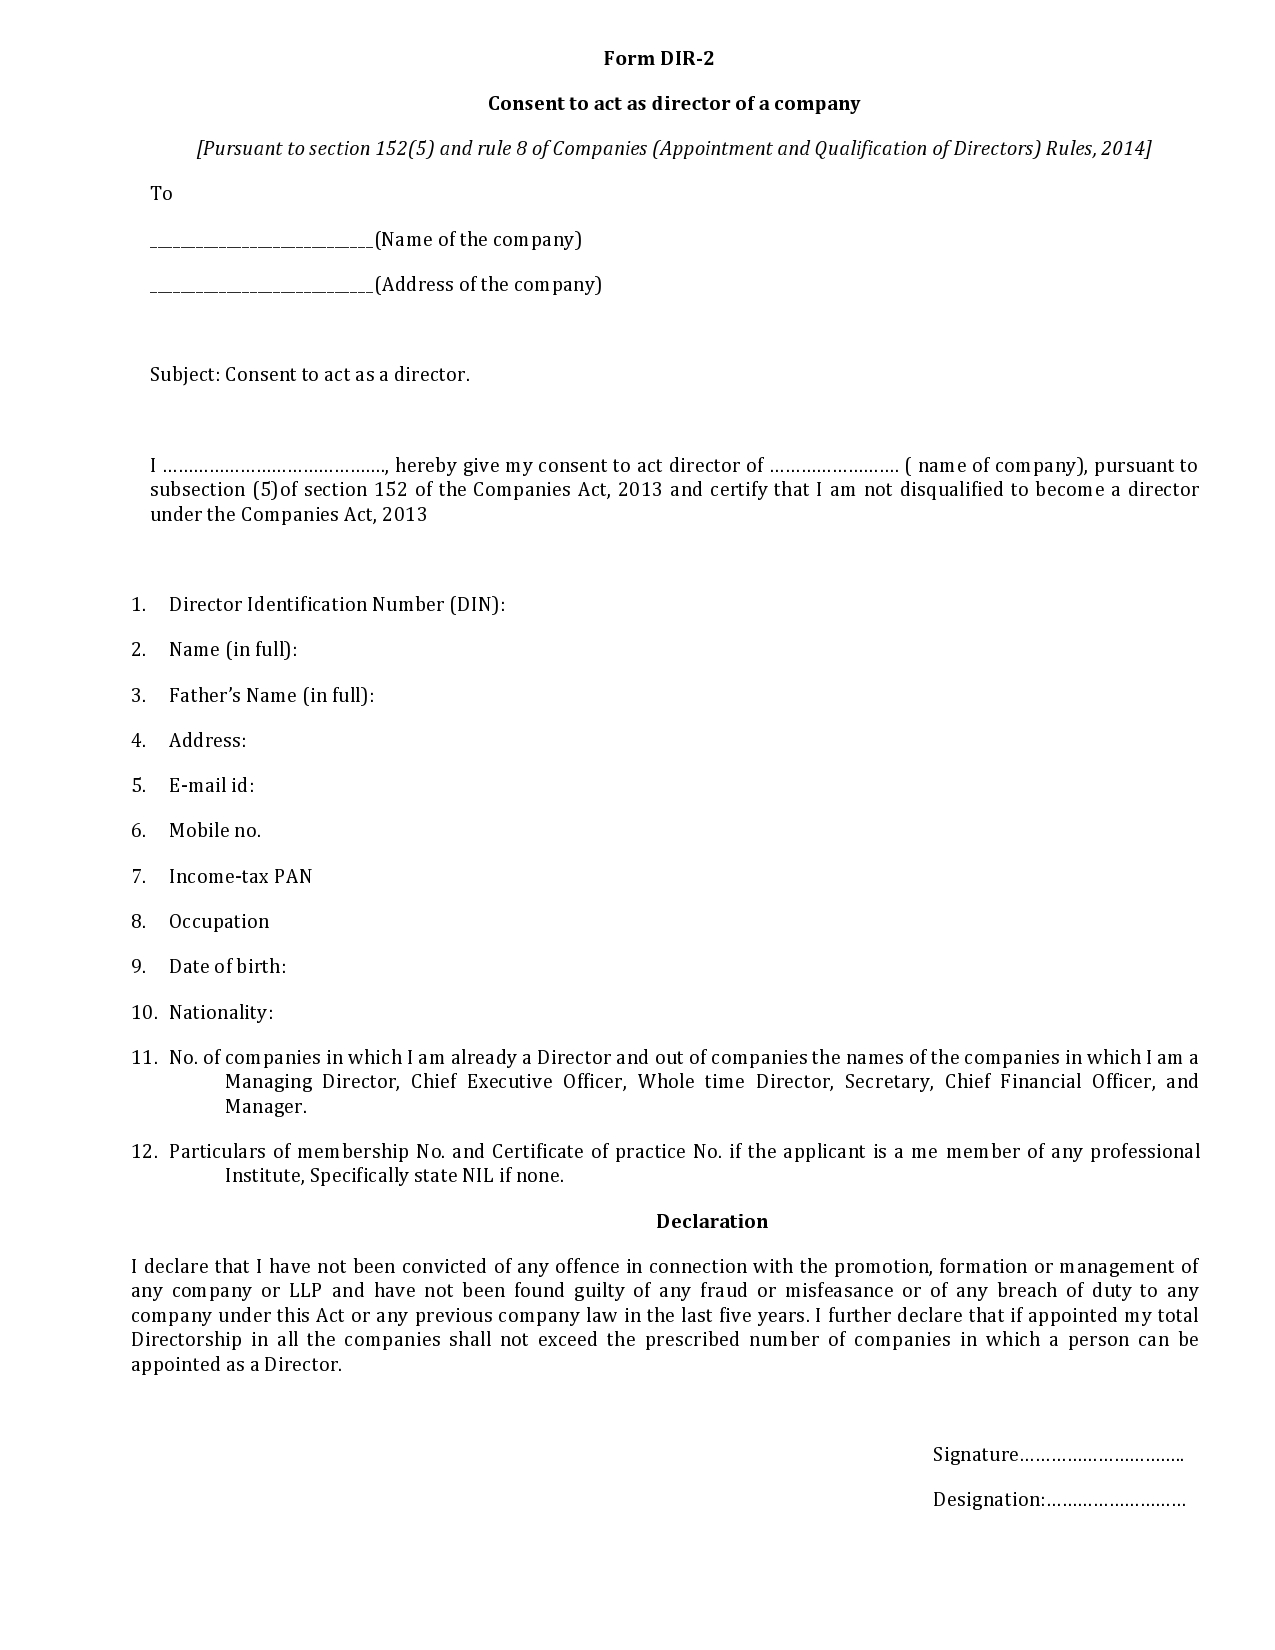 Form DIR-2
Consent to act as director of a company
[Pursuant to section 152(5) and rule 8 of Companies (Appointment and Qualification of Directors) Rules, 2014]
To
____________________________(Name of the company)
____________________________(Address of the company)
Subject: Consent to act as a director.
I ……………………………………., hereby give my consent to act director of ……………………. ( name of company), pursuant to
subsection (5)of section 152 of the Companies Act, 2013 and certify that I am not disqualified to become a director
under the Companies Act, 2013
1. Director Identification Number (DIN):
2. Name (in full):
3. Father’s Name (in full):
4. Address:
5. E-mail id:
6. Mobile no.
7. Income-tax PAN
8. Occupation
9. Date of birth:
10. Nationality:
11. No. of companies in which I am already a Director and out of companies the names of the companies in which I am a
Managing Director, Chief Executive Officer, Whole time Director, Secretary, Chief Financial Officer, and
Manager.
12. Particulars of membership No. and Certificate of practice No. if the applicant is a me member of any professional
Institute, Specifically state NIL if none.
Declaration
I declare that I have not been convicted of any offence in connection with the promotion, formation or management of
any company or LLP and have not been found guilty of any fraud or misfeasance or of any breach of duty to any
company under this Act or any previous company law in the last five years. I further declare that if appointed my total
Directorship in all the companies shall not exceed the prescribed number of companies in which a person can be
appointed as a Director.
Signature…………………………..
Designation:………………………